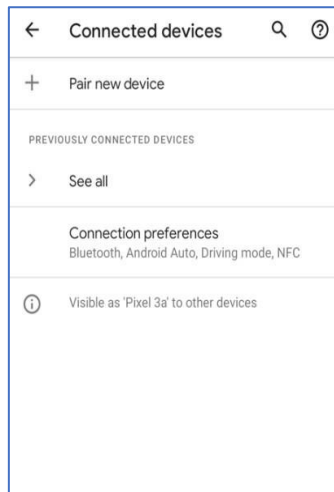 Connected devices
Pair new device
PREVIOUSLY CONNECTED DEVICES
See all
Connection preferences
Bluetooth, Android Auto, Driving mode, NFC
Visible as 'Pixel 3a' to other devices